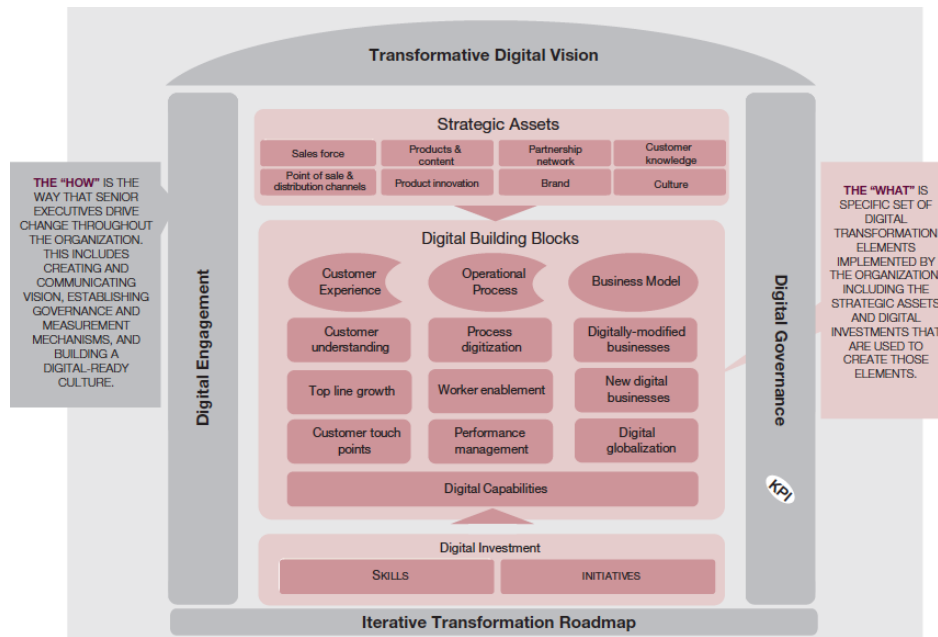 Transformative Digital Vision
Strategic Assets
Sales force
Products &
content
Partnership
network
Customer
knowledge
Point of sale &
distribution channels
Product innovation
Brand
Culture
THE “HOW” IS THE
WAY THAT SENIOR
EXECUTIVES DRIVE
CHANGE THROUGHOUT
THE ORGANIZATION.
THIS INCLUDES
CREATING AND
COMMUNICATING
VISION, ESTABLISHING
GOVERNANCE AND
MEASUREMENT
MECHANISMS, AND
BUILDING A
DIGITAL-READY
CULTURE.
Digital Engagement
Digital Building Blocks
Customer
Experience
Operational
Process
Business Model
Customer
understanding
Process
digitization
Digitally-modified
businesses
Top line growth
Worker enablement
New digital
businesses
Customer touch
points
Performance
management
Digital
globalization
Digital Capabilities
Digital Governance
KPI
THE “WHAT” IS
SPECIFIC SET OF
DIGITAL
TRANSFORMATION
ELEMENTS
IMPLEMENTED BY
THE ORGANIZATION
INCLUDING THE
STRATEGIC ASSETS
AND DIGITAL
INVESTMENTS THAT
ARE USED TO
CREATE THOSE
ELEMENTS.
Digital Investment
SKILLS
INITIATIVES
Iterative Transformation Roadmap